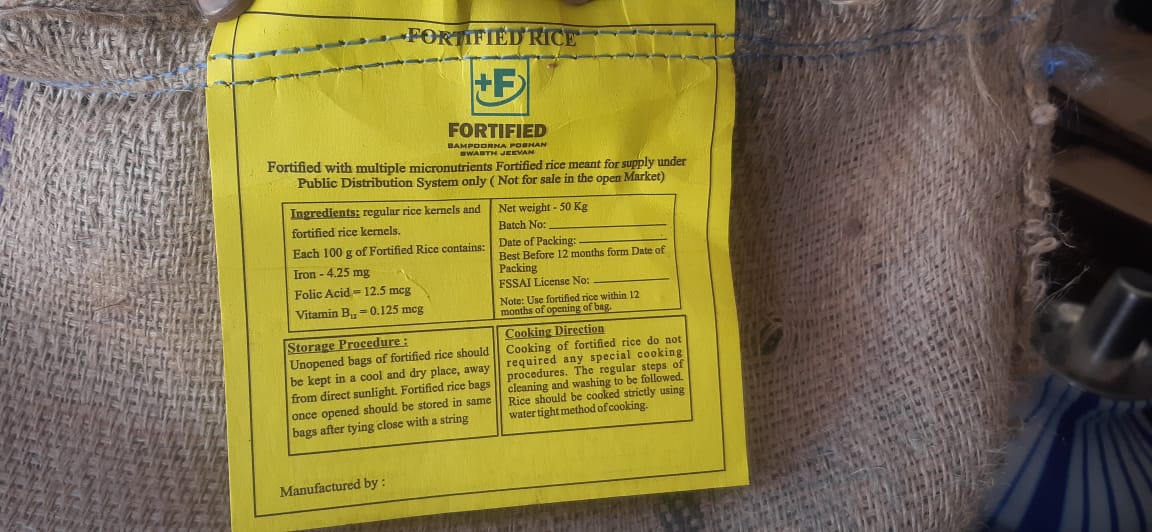 FORTIFIED RICE
+F
FORTIFIED
SAMPOORNA POSHAN
SWASTH JEEVAN
Fortified with multiple micronutrients Fortified rice meant for supply under
Public Distribution System only ( Not for sale in the open Market)
Ingredients: regular rice kernels and
fortified rice kernels.
Each 100 g of Fortified Rice contains:
Iron - 4.25 mg
Folic Acid = 12.5 mcg
Vitamin B₁₂ = 0.125 mcg
Net weight - 50 Kg
Batch No:
Date of Packing:
Best Before 12 months form Date of
Packing
FSSAI License No:
Note: Use fortified rice within 12
months of opening of bag.
Storage Procedure :
Unopened bags of fortified rice should
be kept in a cool and dry place, away
from direct sunlight. Fortified rice bags
once opened should be stored in same
bags after tying close with a string
Cooking Direction
Cooking of fortified rice do not
required any special cooking
procedures. The regular steps of
cleaning and washing to be followed.
Rice should be cooked strictly using
water tight method of cooking.
Manufactured by :